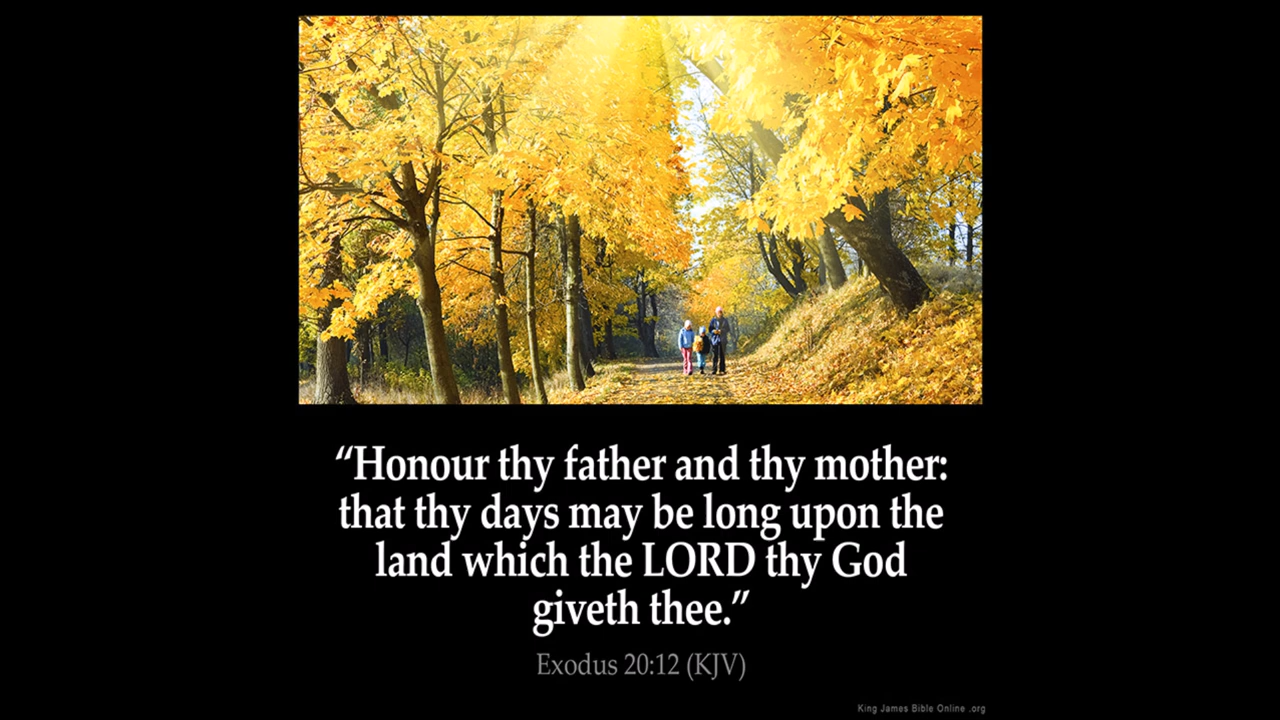 “Honour thy father and thy mother:
that thy days may be long upon the
land which the LORD thy God
giveth thee.”
Exodus 20:12 (KJV)
King James Bible Online .org